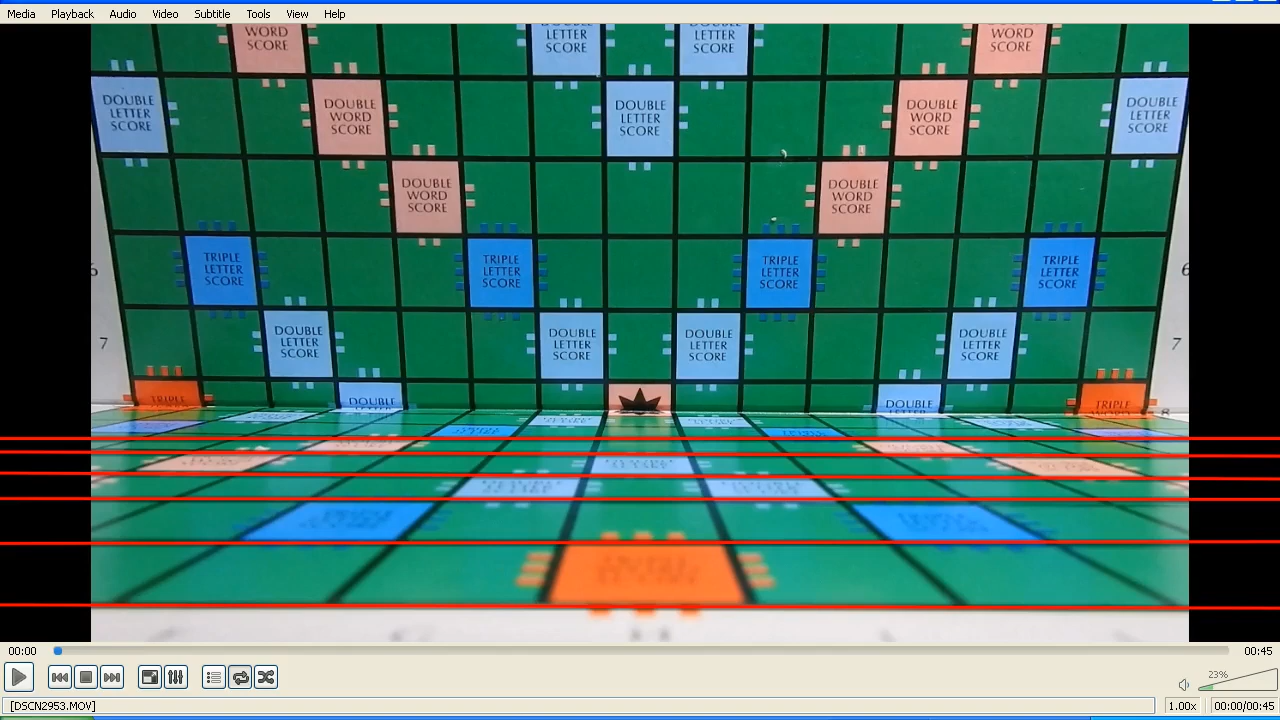 Media Playback Audio Video Subtitle Tools View Help
WORD SCORE
DOUBLE LETTER SCORE
LETTER SCORE
WORD SCORE
DOUBLE LETTER SCORE
DOUBLE WORD SCORE
DOUBLE LETTER SCORE
DOUBLE WORD SCORE
DOUBLE LETTER SCORE
DOUBLE WORD SCORE
DOUBLE WORD SCORE
6
TRIPLE LETTER SCORE
TRIPLE LETTER SCORE
TRIPLE LETTER SCORE
TRIPLE LETTER SCORE
6
7
DOUBLE LETTER SCORE
DOUBLE LETTER SCORE
DOUBLE LETTER SCORE
DOUBLE LETTER SCORE
7
TRIPLE
DOUBLE
DOUBLE
TRIPLE
8
00:00 00:45
23%
[DSCN2953.MOV] 1.00x 00:00/00:45